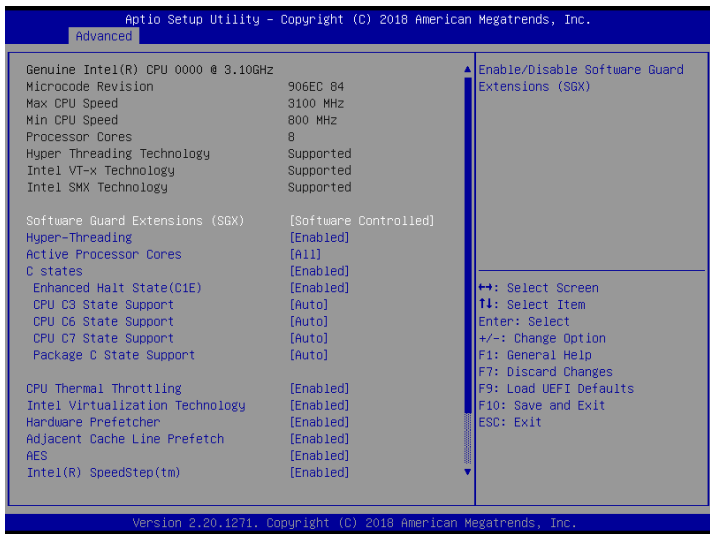 Aptio Setup Utility – Copyright (C) 2018 American Megatrends, Inc.
Advanced
Genuine Intel(R) CPU 0000 @ 3.10GHz
Microcode Revision 906EC 84
Max CPU Speed 3100 MHz
Min CPU Speed 800 MHz
Processor Cores 8
Hyper Threading Technology Supported
Intel VT-x Technology Supported
Intel SMX Technology Supported
Software Guard Extensions (SGX) [Software Controlled]
Hyper-Threading [Enabled]
Active Processor Cores [All]
C states [Enabled]
Enhanced Halt State(C1E) [Enabled]
CPU C3 State Support [Auto]
CPU C6 State Support [Auto]
CPU C7 State Support [Auto]
Package C State Support [Auto]
CPU Thermal Throttling [Enabled]
Intel Virtualization Technology [Enabled]
Hardware Prefetcher [Enabled]
Adjacent Cache Line Prefetch [Enabled]
AES [Enabled]
Intel(R) SpeedStep(tm) [Enabled]
Enable/Disable Software Guard
Extensions (SGX)
↔: Select Screen
↑↓: Select Item
Enter: Select
+/-: Change Option
F1: General Help
F7: Discard Changes
F9: Load UEFI Defaults
F10: Save and Exit
ESC: Exit
Version 2.20.1271. Copyright (C) 2018 American Megatrends, Inc.